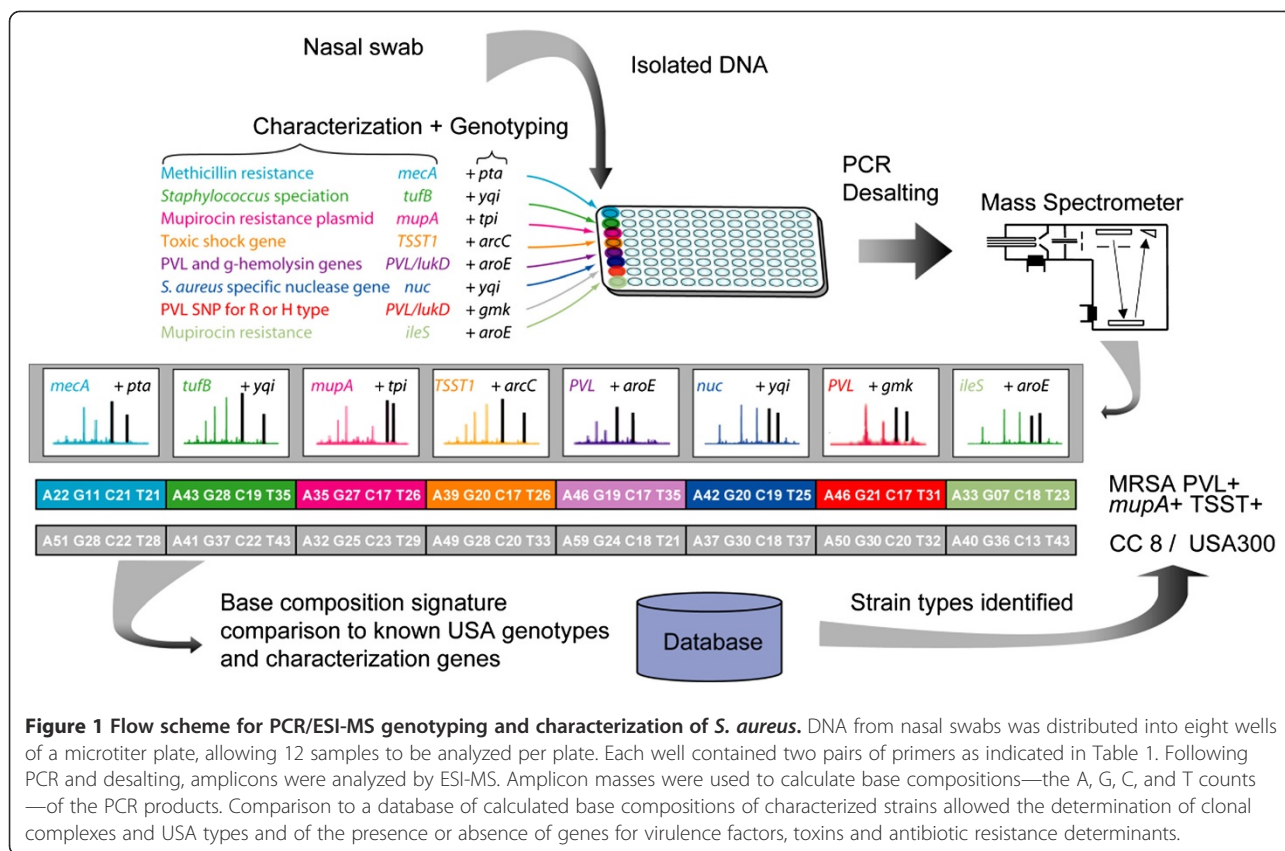 Nasal swab
Isolated DNA
Characterization + Genotyping
Methicillin resistance mecA + pta
Staphylococcus speciation tufB + yqi
Mupirocin resistance plasmid mupA + tpi
Toxic shock gene TSST1 + arcC
PVL and g-hemolysin genes PVL/lukD + aroE
S. aureus specific nuclease gene nuc + yqi
PVL SNP for R or H type PVL/lukD + gmk
Mupirocin resistance ileS + aroE
PCR
Desalting
Mass Spectrometer
mecA + pta
tufB + yqi
mupA + tpi
TSST1 + arcC
PVL + aroE
nuc + yqi
PVL + gmk
ileS + aroE
A22 G11 C21 T21 A43 G28 C19 T35 A35 G27 C17 T26 A39 G20 C17 T26 A46 G19 C17 T35 A42 G20 C19 T25 A46 G21 C17 T31 A33 G07 C18 T23
A51 G28 C22 T28 A41 G37 C22 T43 A32 G25 C23 T29 A49 G28 C20 T33 A59 G24 C18 T21 A37 G30 C18 T37 A50 G30 C20 T32 A40 G36 C13 T43
MRSA PVL+
mupA+ TSST+
CC 8 / USA300
Base composition signature
comparison to known USA genotypes
and characterization genes
Database
Strain types identified
Figure 1 Flow scheme for PCR/ESI-MS genotyping and characterization of S. aureus. DNA from nasal swabs was distributed into eight wells
of a microtiter plate, allowing 12 samples to be analyzed per plate. Each well contained two pairs of primers as indicated in Table 1. Following
PCR and desalting, amplicons were analyzed by ESI-MS. Amplicon masses were used to calculate base compositions—the A, G, C, and T counts
—of the PCR products. Comparison to a database of calculated base compositions of characterized strains allowed the determination of clonal
complexes and USA types and of the presence or absence of genes for virulence factors, toxins and antibiotic resistance determinants.